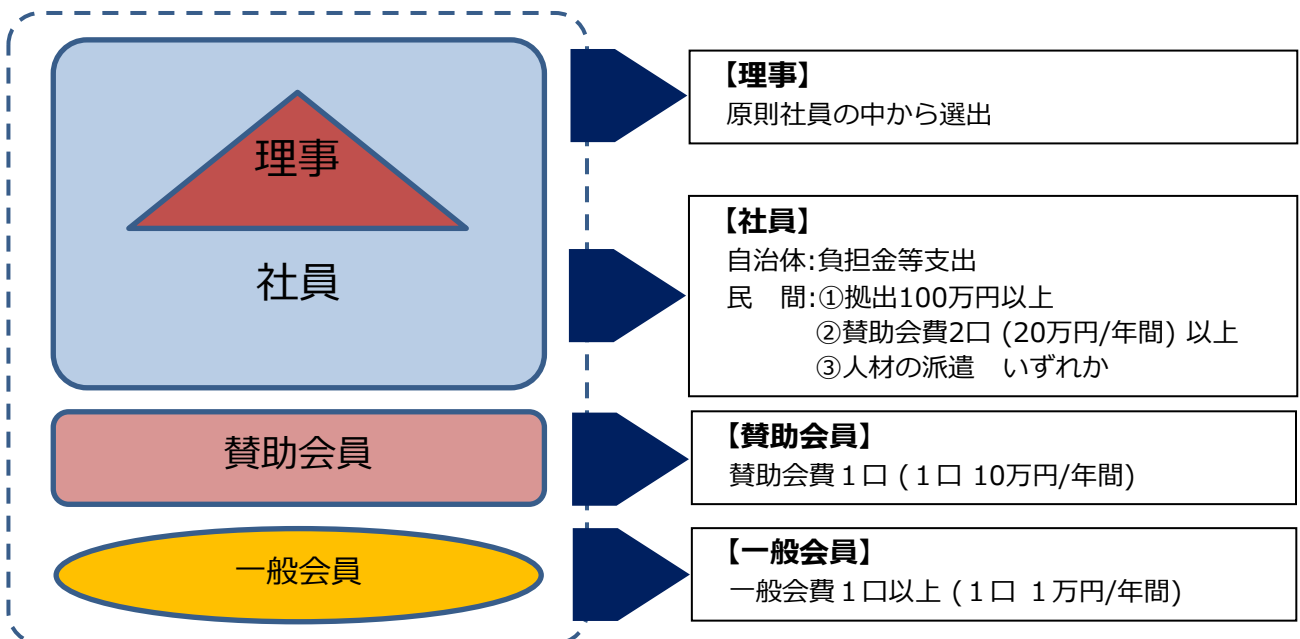 理事
社員
賛助会員
一般会員
【理事】
原則社員の中から選出
【社員】
自治体:負担金等支出
民　間:①拠出100万円以上
②賛助会費2口 (20万円/年間) 以上
③人材の派遣　いずれか
【賛助会員】
賛助会費１口 (１口 10万円/年間)
【一般会員】
一般会費１口以上 (１口 １万円/年間)